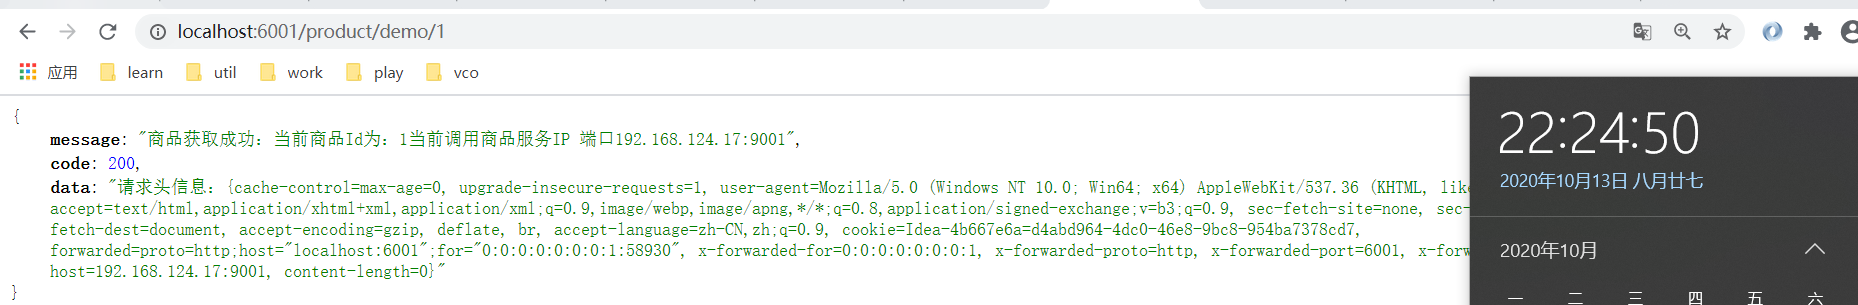 localhost:6001/product/demo/1
应用 learn util work play vco
{
message: "商品获取成功：当前商品Id为：1当前调用商品服务IP 端口192.168.124.17:9001",
code: 200,
data: "请求头信息：{cache-control=max-age=0, upgrade-insecure-requests=1, user-agent=Mozilla/5.0 (Windows NT 10.0; Win64; x64) AppleWebKit/537.36 (KHTML, lik
accept=text/html,application/xhtml+xml,application/xml;q=0.9,image/webp,image/apng,*/*;q=0.8,application/signed-exchange;v=b3;q=0.9, sec-fetch-site=none, sec-
fetch-dest=document, accept-encoding=gzip, deflate, br, accept-language=zh-CN,zh;q=0.9, cookie=Idea-4b667e6a=d4abd964-4dc0-46e8-9bc8-954ba7378cd7,
forwarded=proto=http;host="localhost:6001";for="0:0:0:0:0:0:0:1:58930", x-forwarded-for=0:0:0:0:0:0:0:1, x-forwarded-proto=http, x-forwarded-port=6001, x-forw
host=192.168.124.17:9001, content-length=0}"
}
22:24:50
2020年10月13日 八月廿七
2020年10月
一 二 三 四 五 六